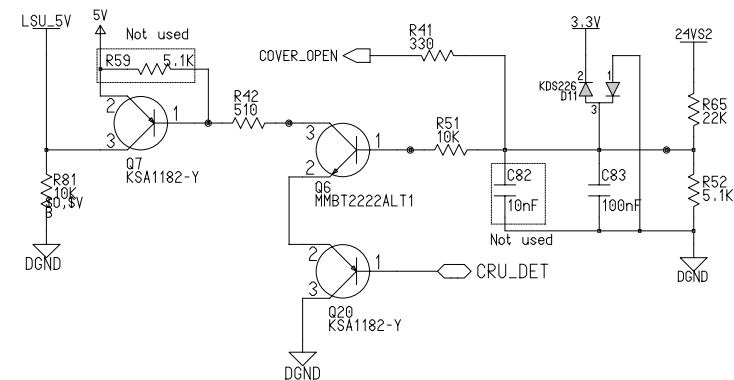 LSU_5V
5V
Not used
R59
5.1K
COVER_OPEN
R41
330
3.3V
24VS2
KDS226
D11
2
1
3
R42
510
R51
10K
R65
22K
2
1
3
Q7
KSA1182-Y
3
1
2
Q6
MMBT2222ALT1
C82
10nF
Not used
C83
100nF
R52
5.1K
R81
10K
DGND
DGND
2
1
3
CRU_DET
Q20
KSA1182-Y
DGND